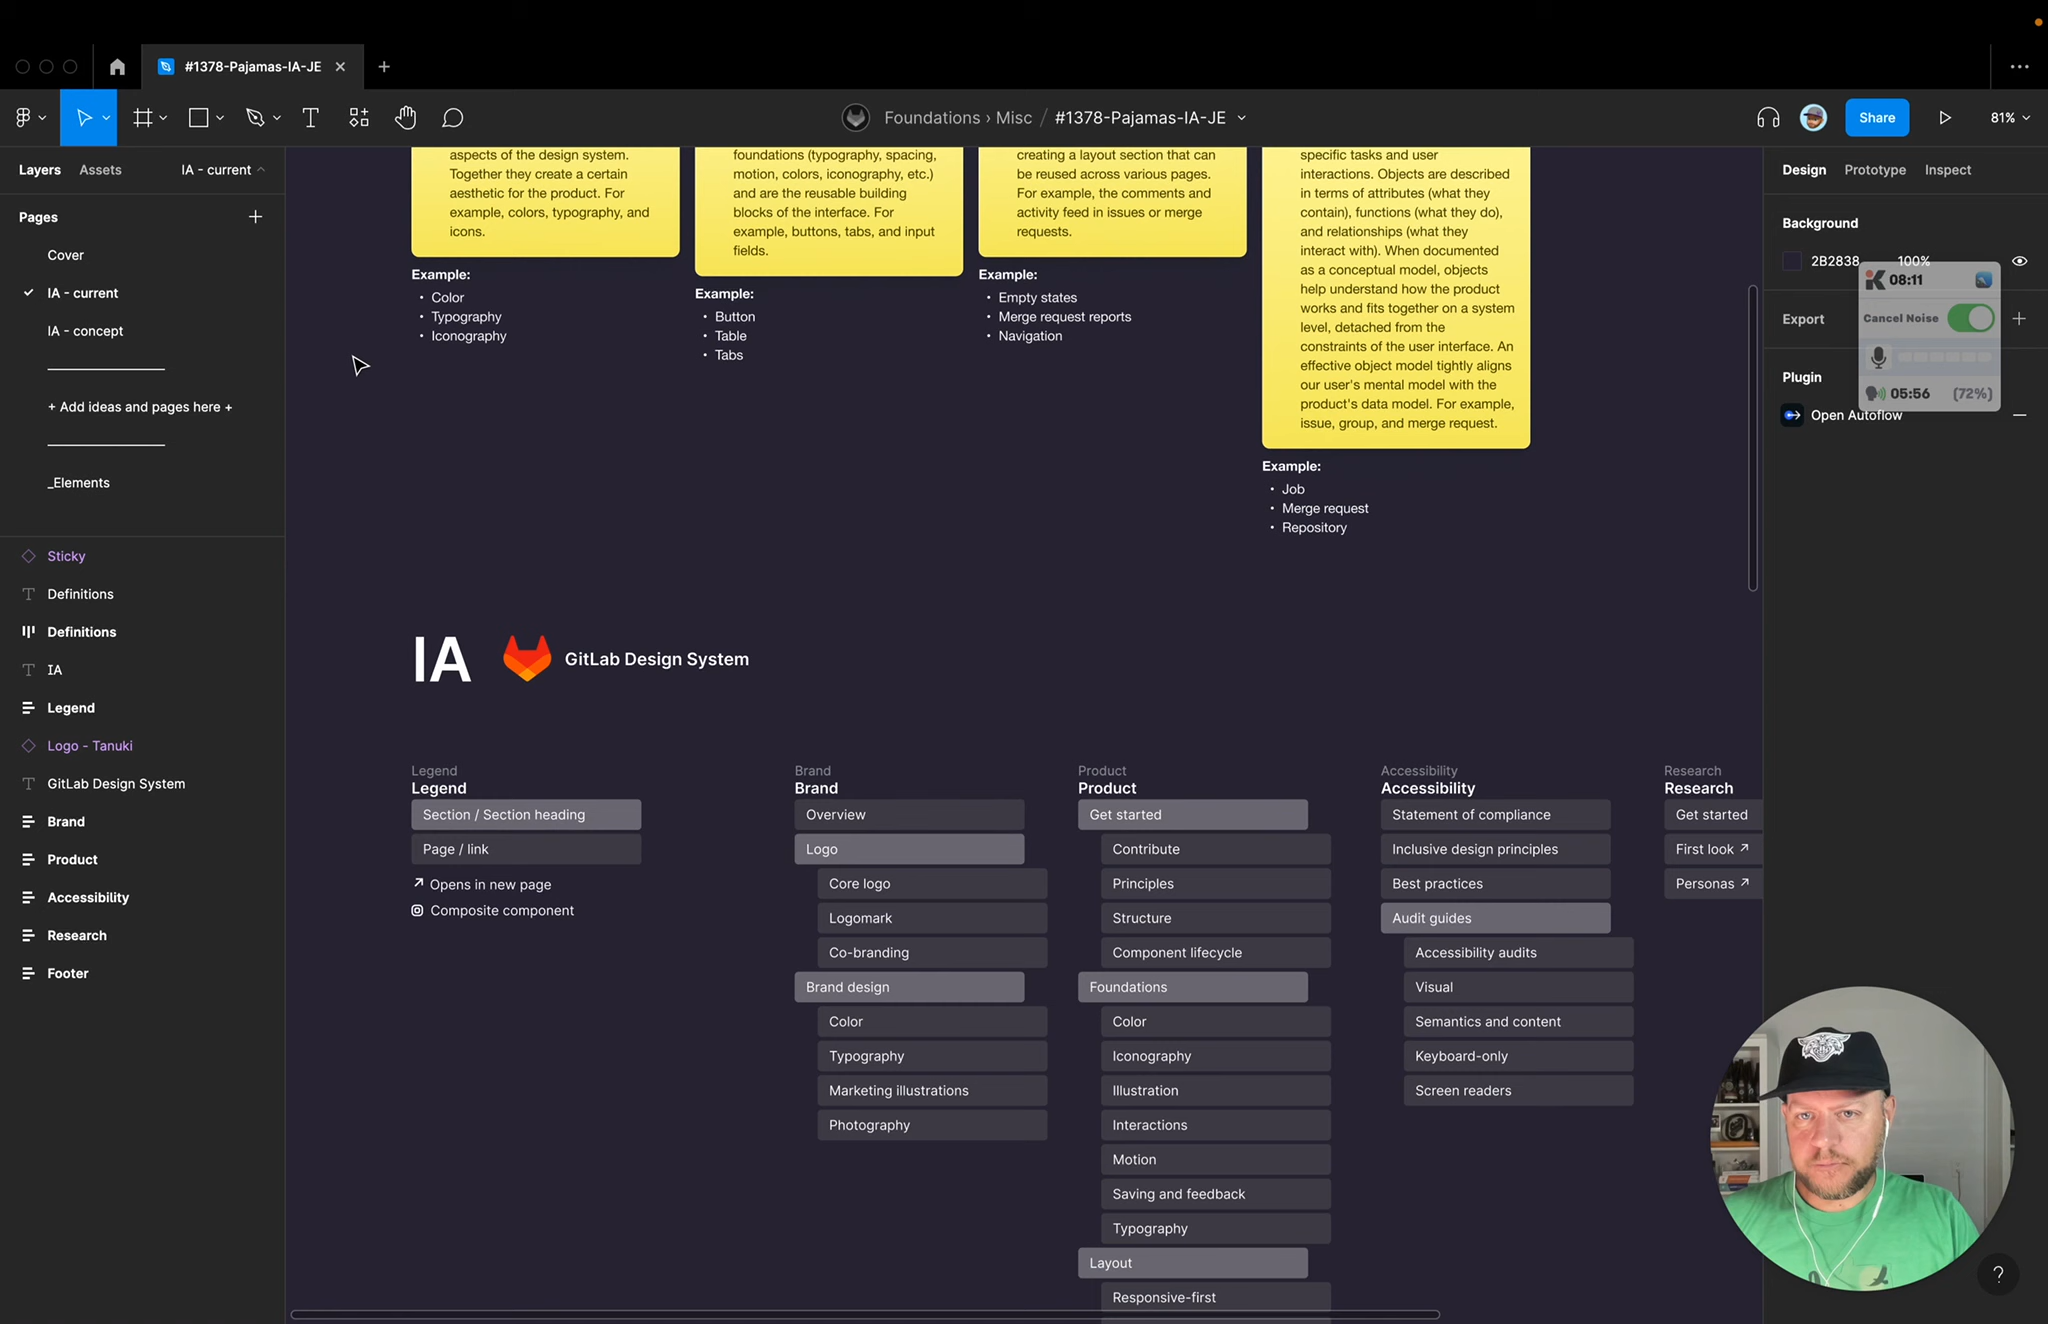 #1378-Pajamas-IA-JE
Foundations › Misc / #1378-Pajamas-IA-JE
Share
81%
Layers
Assets
IA - current
Pages
Cover
IA - current
IA - concept
+ Add ideas and pages here +
_Elements
Sticky
Definitions
Definitions
IA
Legend
Logo - Tanuki
GitLab Design System
Brand
Product
Accessibility
Research
Footer
aspects of the design system.
Together they create a certain
aesthetic for the product. For
example, colors, typography, and
icons.
Example:
• Color
• Typography
• Iconography
foundations (typography, spacing,
motion, colors, iconography, etc.)
and are the reusable building
blocks of the interface. For
example, buttons, tabs, and input
fields.
Example:
• Button
• Table
• Tabs
creating a layout section that can
be reused across various pages.
For example, the comments and
activity feed in issues or merge
requests.
Example:
• Empty states
• Merge request reports
• Navigation
specific tasks and user
interactions. Objects are described
in terms of attributes (what they
contain), functions (what they do),
and relationships (what they
interact with). When documented
as a conceptual model, objects
help understand how the product
works and fits together on a system
level, detached from the
constraints of the user interface. An
effective object model tightly aligns
our user's mental model with the
product's data model. For example,
issue, group, and merge request.
Example:
• Job
• Merge request
• Repository
IA
GitLab Design System
Legend
Legend
Section / Section heading
Page / link
↗ Opens in new page
Composite component
Brand
Brand
Overview
Logo
Core logo
Logomark
Co-branding
Brand design
Color
Typography
Marketing illustrations
Photography
Product
Product
Get started
Contribute
Principles
Structure
Component lifecycle
Foundations
Color
Iconography
Illustration
Interactions
Motion
Saving and feedback
Typography
Layout
Responsive-first
Accessibility
Accessibility
Statement of compliance
Inclusive design principles
Best practices
Audit guides
Accessibility audits
Visual
Semantics and content
Keyboard-only
Screen readers
Research
Research
Get started
First look ↗
Personas ↗
Design
Prototype
Inspect
Background
2B2838
100%
Export
Plugin
Open Autoflow
08:11
Cancel Noise
05:56
(72%)
?